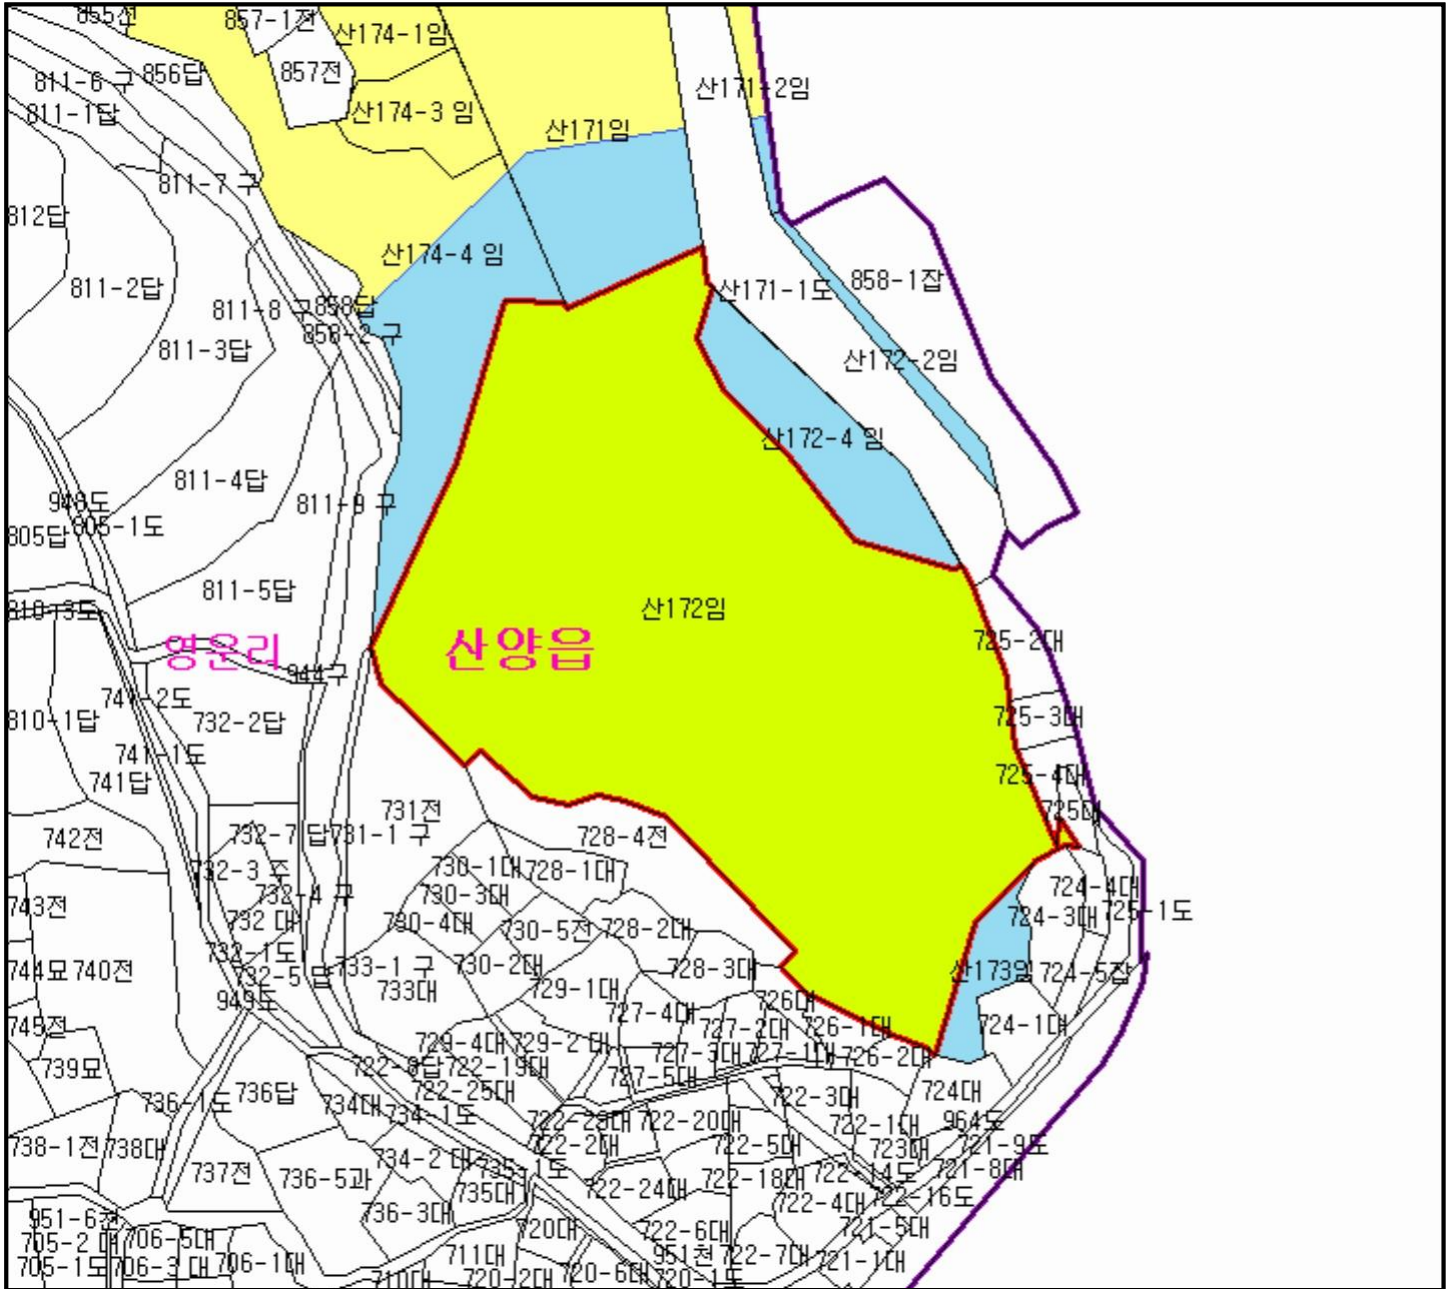 855전
857-1전
산174-1임
811-6 구
856답
857전
산171-2임
811-1답
산174-3 임
산171임
811-7 구
812답
산174-4 임
811-2답
858-1잡
산171-1도
811-8 구
858답
858-2 구
811-3답
산172-2임
산172-4 임
811-4답
948도
811-9 구
805답
805-1도
811-5답
810-3도
산172임
영운리
산양읍
725-2대
944구
741-2도
810-1답
732-2답
725-3대
741-1도
741답
725-4대
731전
725대
742전
732-7 답
731-1 구
728-4전
732-3 주
730-1대
728-1대
724-4대
732-4 구
730-3대
743전
732 대
730-4대
730-5전
728-2대
724-3대
725-1도
732-1도
744묘
740전
732-5 답
733-1 구
730-2대
728-3대
산173임
724-5잡
733대
729-1대
949도
726대
727-4대
745전
727-2대
726-1대
724-1대
729-4대
729-2 대
727-3대
727-1대
726-2대
739묘
722-8답
722-19대
727-5대
736답
722-25대
722-3대
724대
736-1도
734대
734-1도
722-23대
722-20대
722-1대
964도
738-1전
738대
722-2대
722-5대
723대
721-9도
734-2 대
735-1도
737전
736-5과
722-18대
722-14도
721-8대
735대
722-24대
722-4대
722-16도
951-6전
736-3대
705-2 대
706-5대
720대
722-6대
721-5대
711대
951천
722-7대
705-1도
706-3 대
706-1대
721-1대
710대
720-2대
720-6대
720-1도